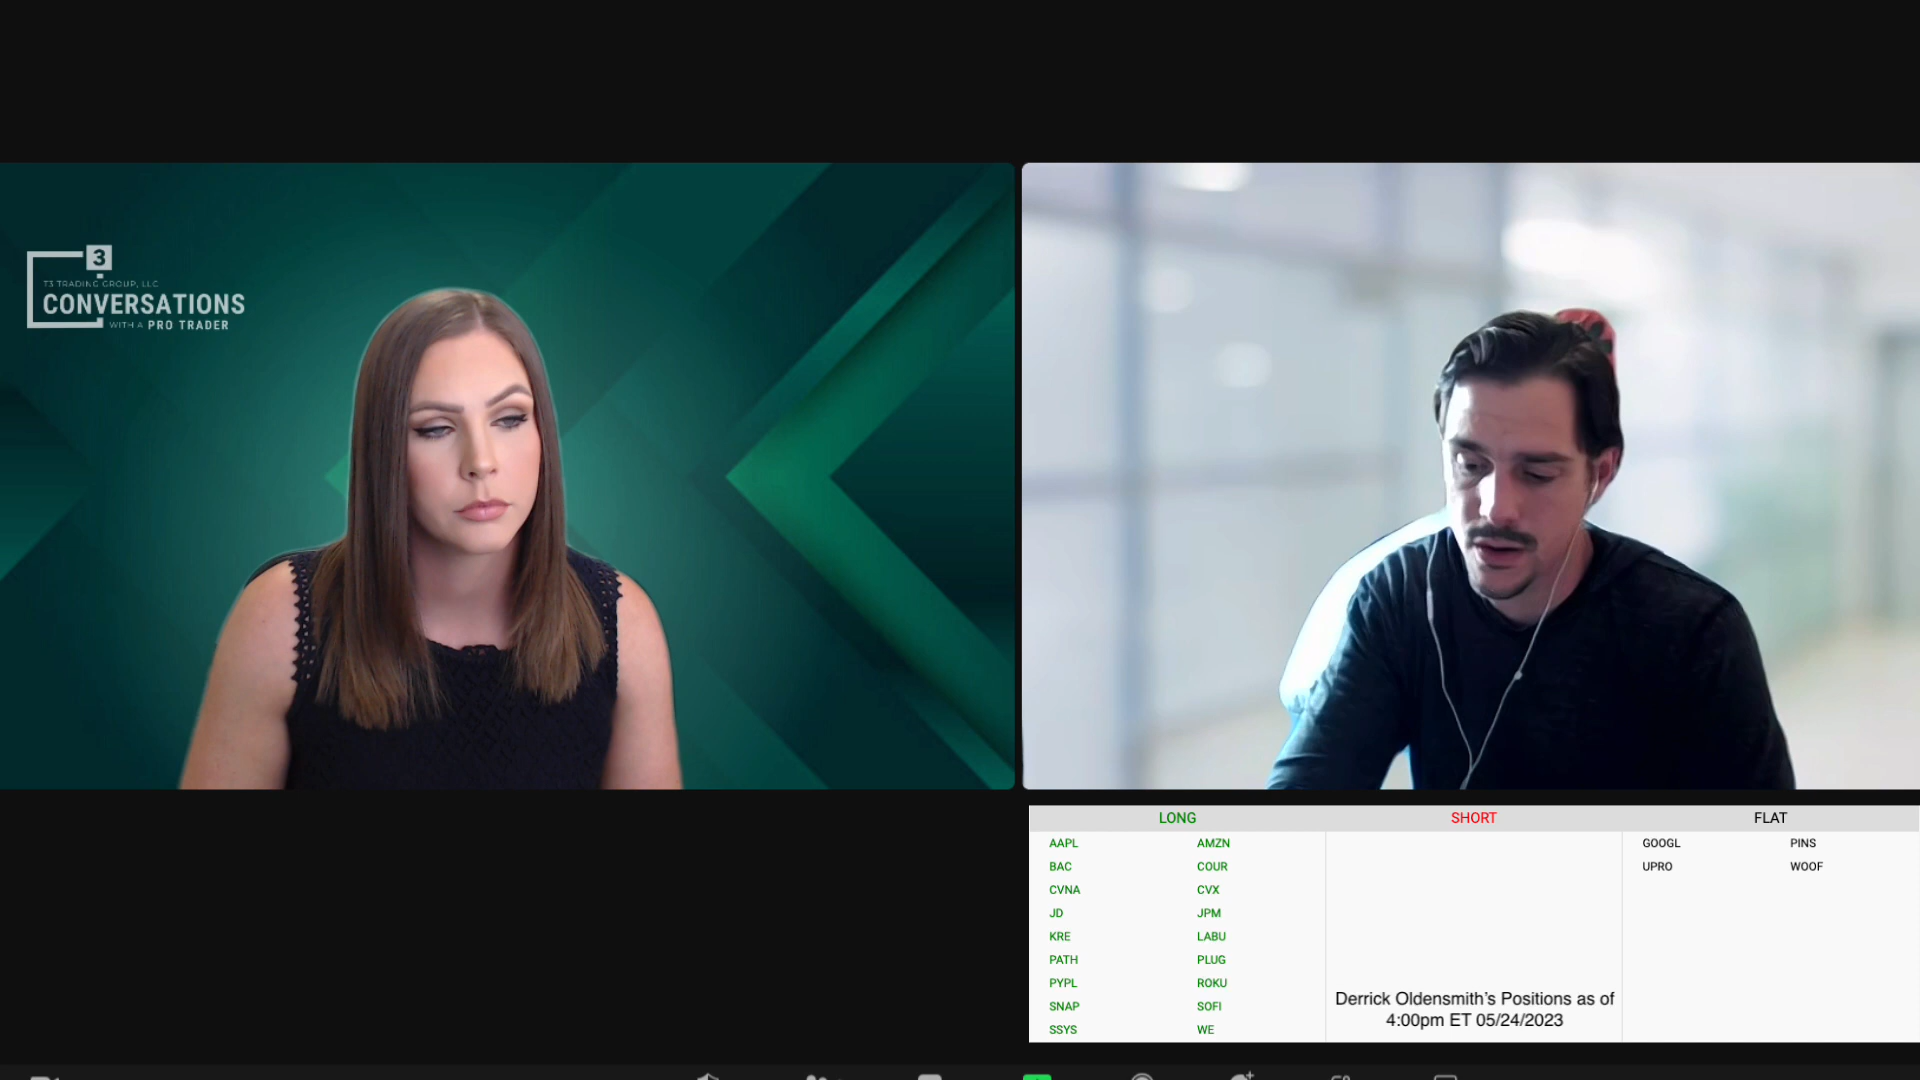 3
T3 TRADING GROUP, LLC
CONVERSATIONS
WITH A PRO TRADER
LONG SHORT FLAT
AAPL AMZN GOOGL PINS
BAC COUR UPRO WOOF
CVNA CVX
JD JPM
KRE LABU
PATH PLUG
PYPL ROKU
SNAP SOFI
SSYS WE
Derrick Oldensmith's Positions as of
4:00pm ET 05/24/2023